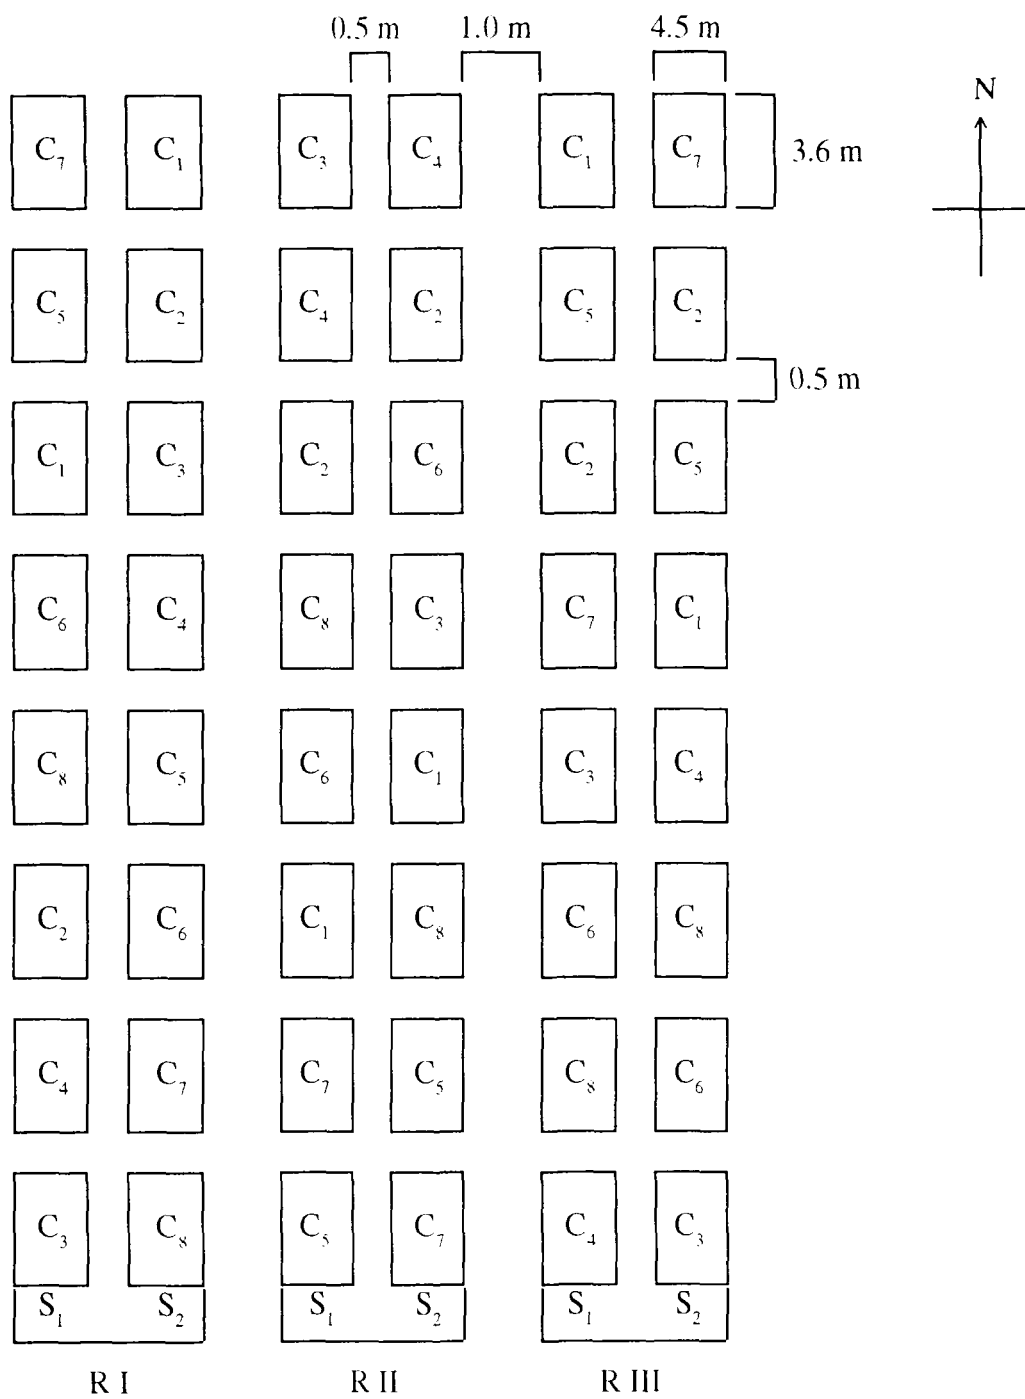 0.5 m 1.0 m 4.5 m
N
C₇ C₁ C₃ C₄ C₁ C₇ 3.6 m
C₅ C₂ C₄ C₂ C₅ C₂
0.5 m
C₁ C₃ C₂ C₆ C₂ C₅
C₆ C₄ C₈ C₃ C₇ C₁
C₈ C₅ C₆ C₁ C₃ C₄
C₂ C₆ C₁ C₈ C₆ C₈
C₄ C₇ C₇ C₅ C₈ C₆
C₃ C₈ C₅ C₇ C₄ C₃
S₁ S₂ S₁ S₂ S₁ S₂
R I R II R III